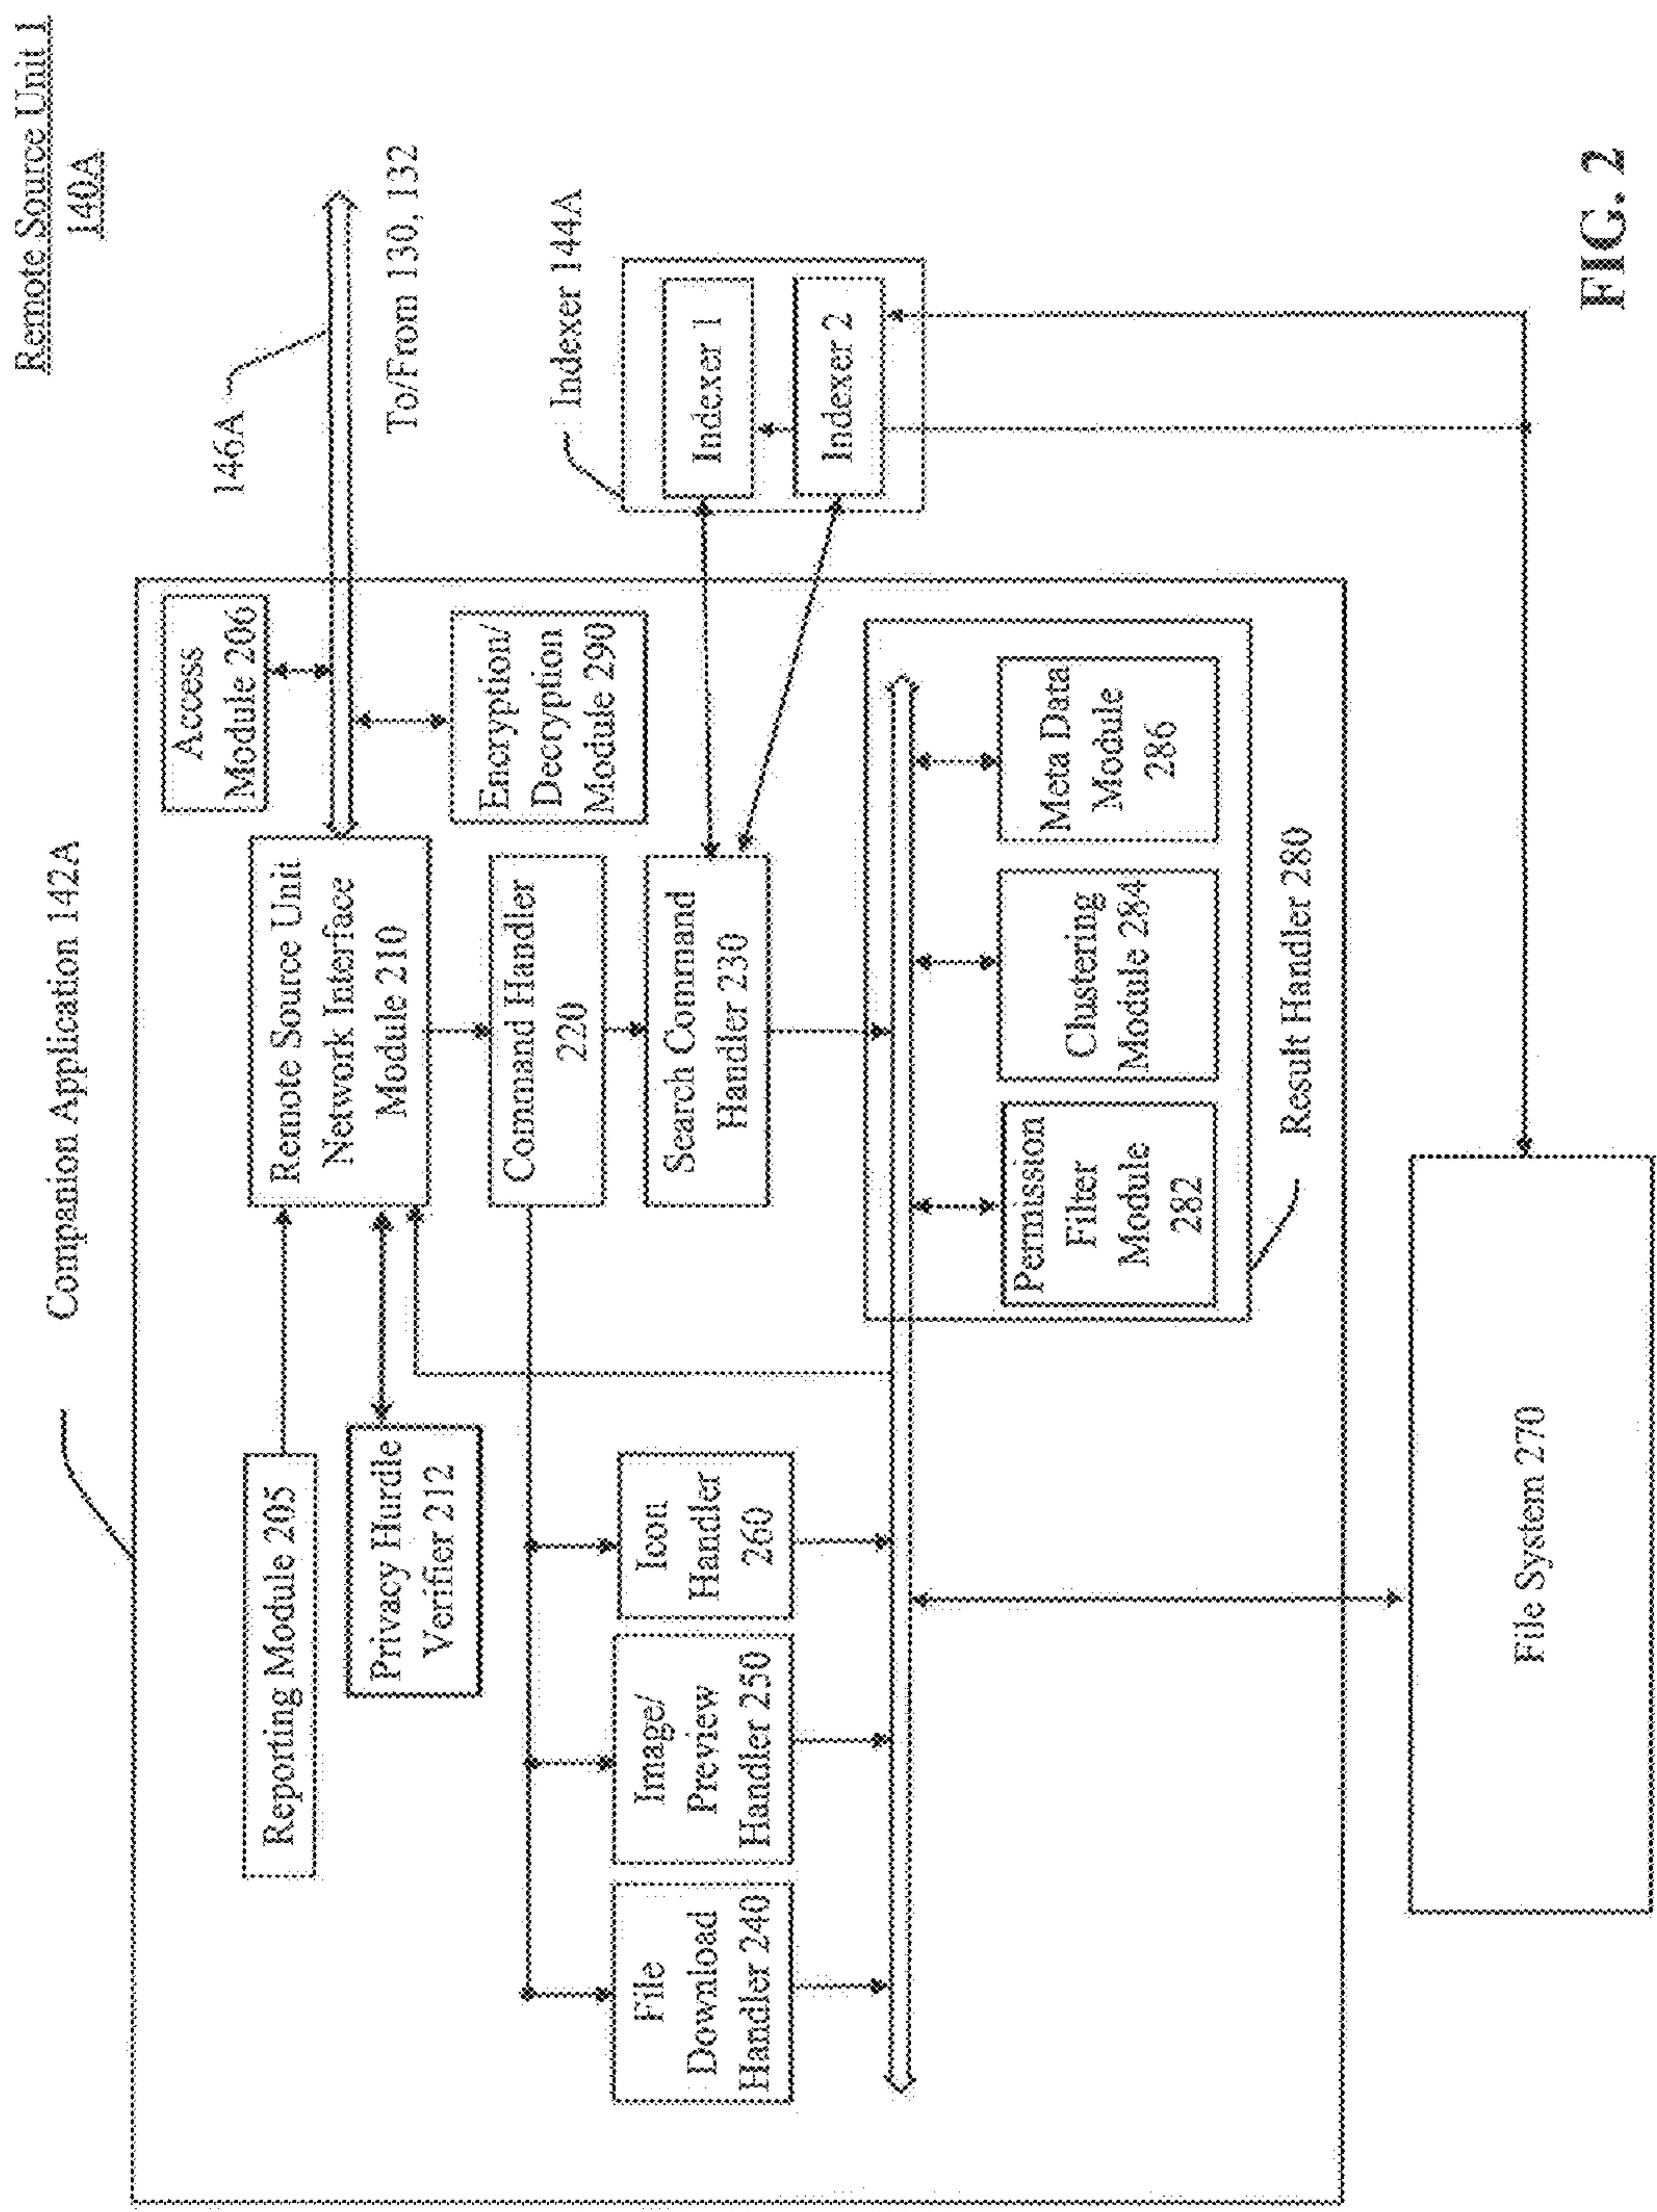 Remote Source Unit 1
140A
Companion Application 142A
146A
To/From 130, 132
Access
Module 206
Reporting Module 205
Remote Source Unit
Network Interface
Module 210
Privacy Hurdle
Verifier 212
Encryption/
Decryption
Module 290
Command Handler
220
Search Command
Handler 230
Indexer 144A
Indexer 1
Indexer 2
File
Download
Handler 240
Image/
Preview
Handler 250
Icon
Handler
260
Permission
Filter
Module
282
Clustering
Module 284
Meta Data
Module
286
Result Handler 280
File System 270
FIG. 2